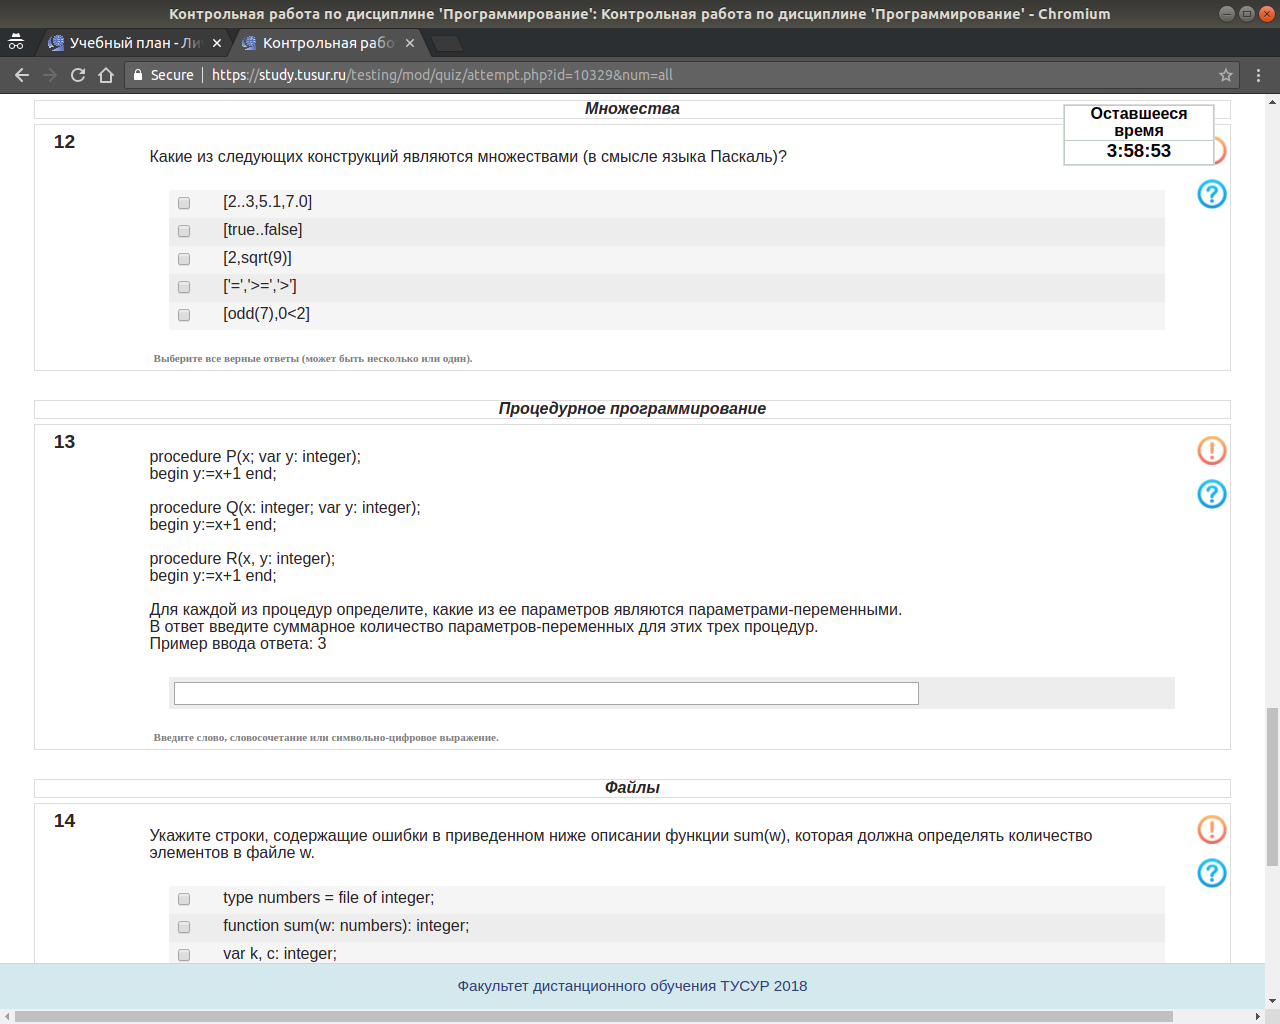 Контрольная работа по дисциплине 'Программирование': Контрольная работа по дисциплине 'Программирование' - Chromium
Учебный план - Ли
Контрольная рабо
Secure
https://study.tusur.ru/testing/mod/quiz/attempt.php?id=10329&num=all
Множества
Оставшееся
время
3:58:53
12
Какие из следующих конструкций являются множествами (в смысле языка Паскаль)?
[2..3,5.1,7.0]
[true..false]
[2,sqrt(9)]
['=','>=','>']
[odd(7),0<2]
Выберите все верные ответы (может быть несколько или один).
Процедурное программирование
13
procedure P(x; var y: integer);
begin y:=x+1 end;
procedure Q(x: integer; var y: integer);
begin y:=x+1 end;
procedure R(x, y: integer);
begin y:=x+1 end;
Для каждой из процедур определите, какие из ее параметров являются параметрами-переменными.
В ответ введите суммарное количество параметров-переменных для этих трех процедур.
Пример ввода ответа: 3
Введите слово, словосочетание или символьно-цифровое выражение.
Файлы
14
Укажите строки, содержащие ошибки в приведенном ниже описании функции sum(w), которая должна определять количество
элементов в файле w.
type numbers = file of integer;
function sum(w: numbers): integer;
var k, c: integer;
Факультет дистанционного обучения ТУСУР 2018